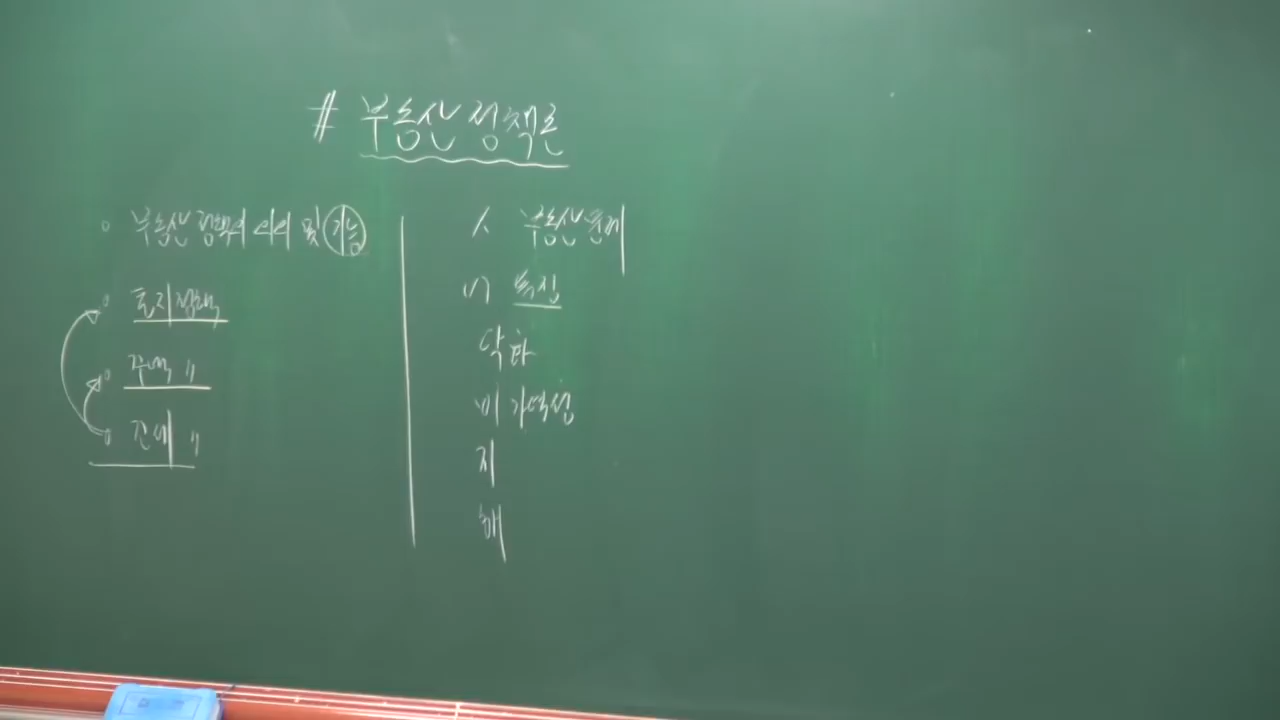 # 부동산정책론
o 부동산 정책의 의의 및 기능
o 토지정책
o 주택 〃
o 조세 〃
1. 부동산문제
특징
악화
비가역성
지
해